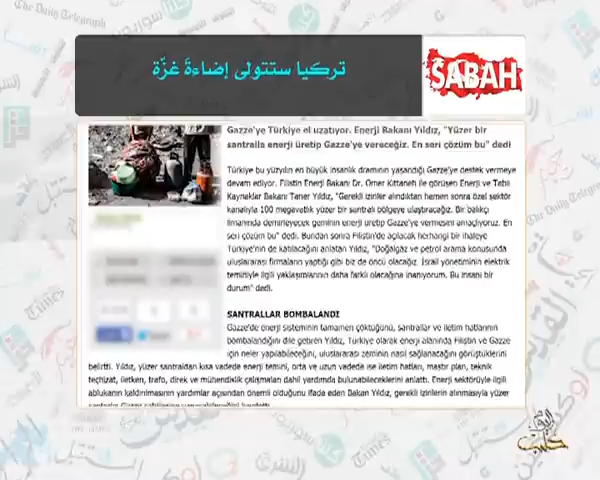 تركيا ستتولى إضاءةً غزّة
SABAH
Gazze'ye Türkiye el uzatıyor. Enerji Bakanı Yıldız, "Yüzer bir
santralla enerji üretip Gazze'ye vereceğiz. En seri çözüm bu" dedi
Türkiye bu yüzyılın en büyük insanlık dramının yaşandığı Gazze'ye destek vermeye
devam ediyor. Filistin Enerji Bakanı Dr. Omer Kittaneh ile görüşen Enerji ve Tabii
Kaynaklar Bakanı Taner Yıldız, "Gerekli izinler alındıktan hemen sonra özel sektör
kanalıyla 100 megavatlık yüzer bir santralı bölgeye ulaştıracağız. Bir balıkçı
limanında demirleyecek geminin enerji üretip Gazze'ye vermesini amaçlıyoruz. En
seri çözüm bu" dedi. Bundan sonra Filistin'de açılacak herhangi bir ihaleye
Türkiye'nin de katılacağını anlatan Yıldız, "Doğalgaz ve petrol arama konusunda
uluslararası firmaların yaptığı gibi biz de öncü olacağız. İsrail yönetiminin elektrik
teminiyle ilgili yaklaşımlarının daha farklı olacağına inanıyorum. Bu insani bir
durum" dedi.
SANTRALLAR BOMBALANDI
Gazze'de enerji sisteminin tamamen çöktüğünü, santrallar ve iletim hatlarının
bombalandığını dile getiren Yıldız, Türkiye olarak enerji alanında Filistin ve Gazze
için neler yapılabileceğini, uluslararası zeminin nasıl sağlanacağını görüştüklerini
belirtti. Yıldız, yüzer santraldan kısa vadede enerji temini, orta ve uzun vadede ise iletim hatları, mastır plan, teknik
teçhizat, iletken, trafo, direk ve mühendislik çalışmaları dahil yardımda bulunabileceklerini anlattı. Enerji sektörüyle ilgili
ablukanın kaldırılmasının yardımlar açısından önemli olduğunu ifade eden Bakan Yıldız, gerekli izinlerin alınmasıyla yüzer